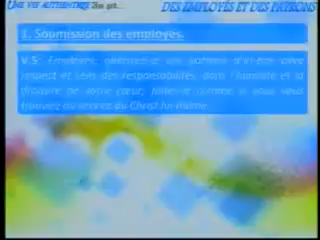 UNE VIE AUTHENTIQUE
DES EMPLOYÉS ET DES PATRONS
1. Soumission des employés.
V.5: Employés, obéissez à vos patrons d'ici-bas avec
respect et sens des responsabilités, dans l'humilité et la
droiture de votre cœur, faites-le comme si vous vous
trouviez au service du Christ lui-même.